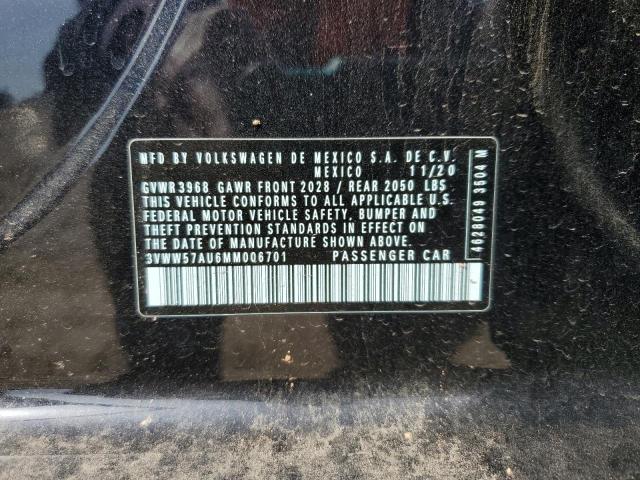 MFD BY VOLKSWAGEN DE MEXICO S.A. DE C.V.
MEXICO 11/20
GVWR 3968 GAWR FRONT 2028 / REAR 2050 LBS
THIS VEHICLE CONFORMS TO ALL APPLICABLE U.S.
FEDERAL MOTOR VEHICLE SAFETY, BUMPER AND
THEFT PREVENTION STANDARDS IN EFFECT ON
THE DATE OF MANUFACTURE SHOWN ABOVE.
3VWW57AU6MM006701 PASSENGER CAR
4628049 3504 M